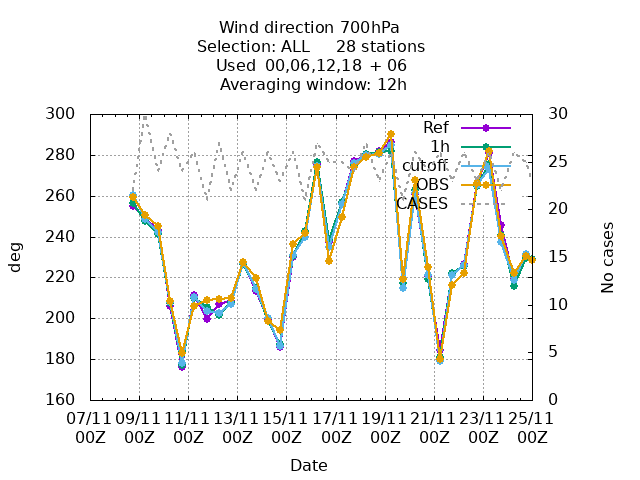 Wind direction 700hPa
Selection: ALL 28 stations
Used 00,06,12,18 + 06
Averaging window: 12h
300
280
260
240
220
200
180
160
deg
30
25
20
15
10
5
0
No cases
Ref
1h
cutoff
OBS
CASES
07/11 09/11 11/11 13/11 15/11 17/11 19/11 21/11 23/11 25/11
00Z 00Z 00Z 00Z 00Z 00Z 00Z 00Z 00Z 00Z
Date